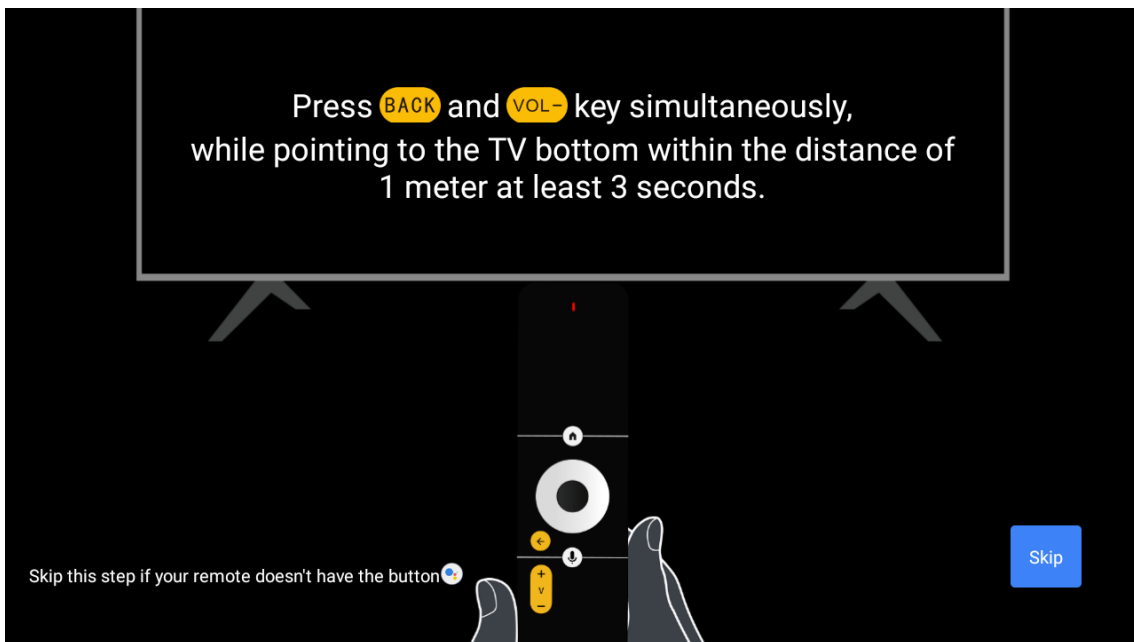 Press BACK and VOL- key simultaneously,
while pointing to the TV bottom within the distance of
1 meter at least 3 seconds.
+
V
-
Skip this step if your remote doesn't have the button
Skip